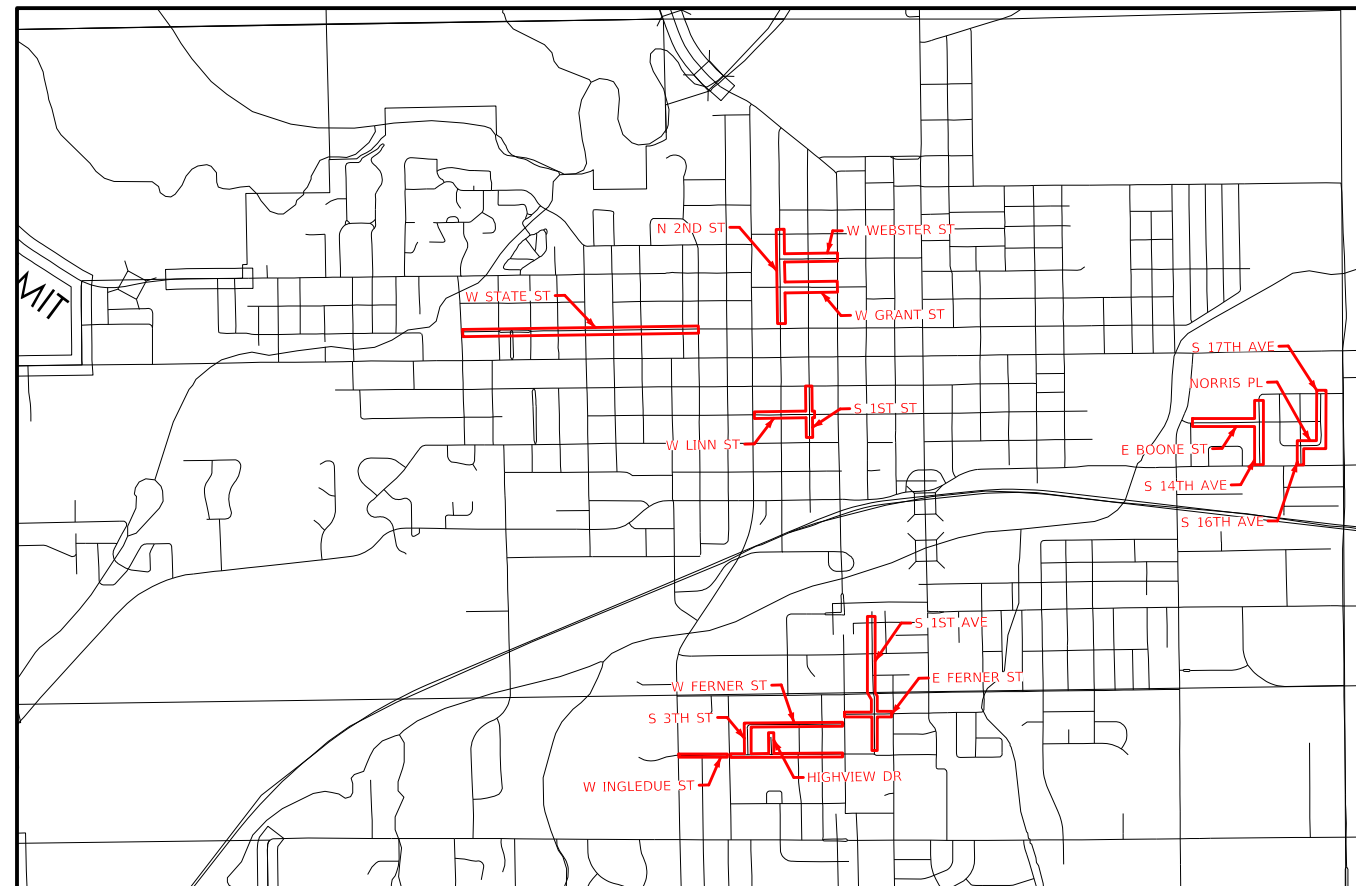 N 2ND ST
W WEBSTER ST
MIT
W STATE ST
W GRANT ST
S 17TH AVE
NORRIS PL
S 1ST ST
W LINN ST
E BOONE ST
S 14TH AVE
S 16TH AVE
S 1ST AVE
E FERNER ST
W FERNER ST
S 3TH ST
HIGHVIEW DR
W INGLEDUE ST